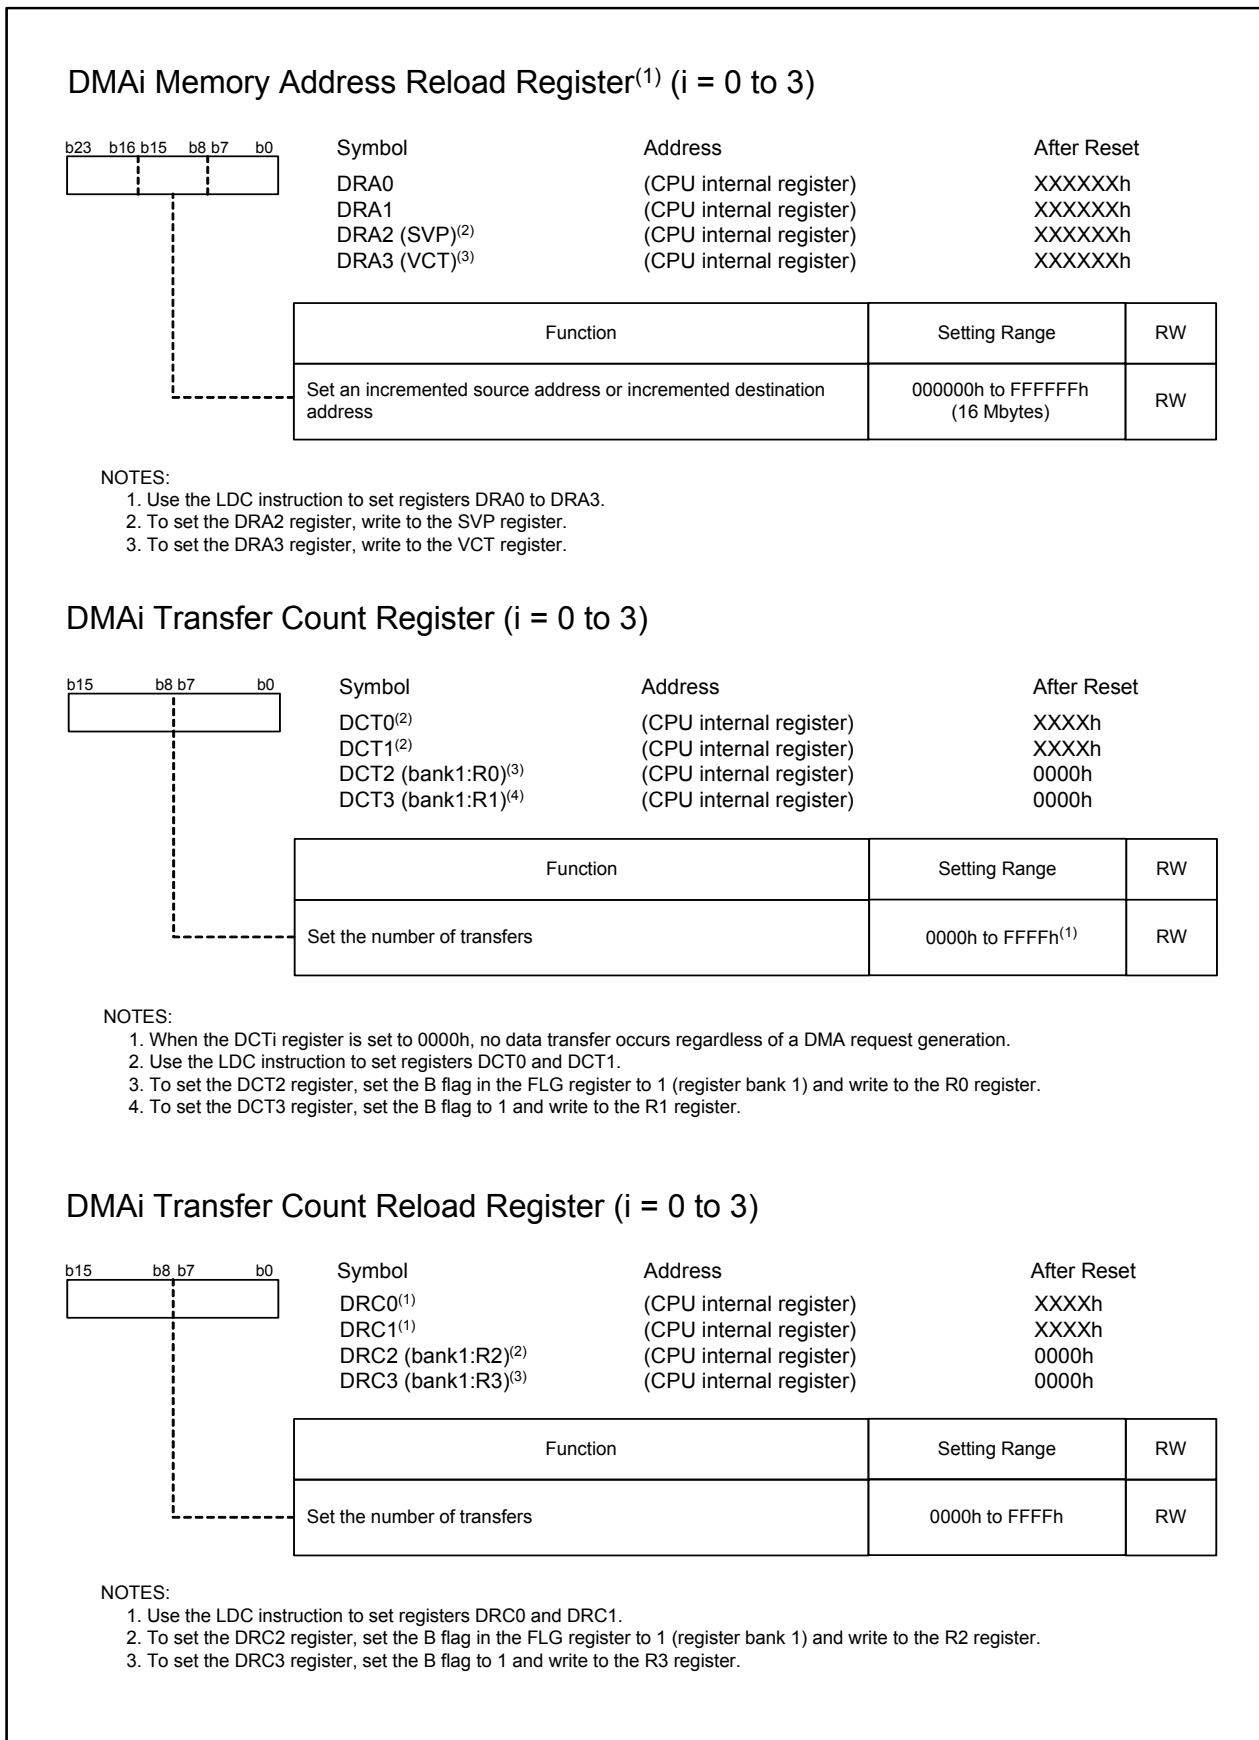 DMAi Memory Address Reload Register(1) (i = 0 to 3)
b23 b16 b15 b8 b7 b0
Symbol Address After Reset
DRA0 (CPU internal register) XXXXXXh
DRA1 (CPU internal register) XXXXXXh
DRA2 (SVP)(2) (CPU internal register) XXXXXXh
DRA3 (VCT)(3) (CPU internal register) XXXXXXh
Function Setting Range RW
Set an incremented source address or incremented destination address 000000h to FFFFFFh (16 Mbytes) RW
NOTES:
1. Use the LDC instruction to set registers DRA0 to DRA3.
2. To set the DRA2 register, write to the SVP register.
3. To set the DRA3 register, write to the VCT register.
DMAi Transfer Count Register (i = 0 to 3)
b15 b8 b7 b0
Symbol Address After Reset
DCT0(2) (CPU internal register) XXXXh
DCT1(2) (CPU internal register) XXXXh
DCT2 (bank1:R0)(3) (CPU internal register) 0000h
DCT3 (bank1:R1)(4) (CPU internal register) 0000h
Function Setting Range RW
Set the number of transfers 0000h to FFFFh(1) RW
NOTES:
1. When the DCTi register is set to 0000h, no data transfer occurs regardless of a DMA request generation.
2. Use the LDC instruction to set registers DCT0 and DCT1.
3. To set the DCT2 register, set the B flag in the FLG register to 1 (register bank 1) and write to the R0 register.
4. To set the DCT3 register, set the B flag to 1 and write to the R1 register.
DMAi Transfer Count Reload Register (i = 0 to 3)
b15 b8 b7 b0
Symbol Address After Reset
DRC0(1) (CPU internal register) XXXXh
DRC1(1) (CPU internal register) XXXXh
DRC2 (bank1:R2)(2) (CPU internal register) 0000h
DRC3 (bank1:R3)(3) (CPU internal register) 0000h
Function Setting Range RW
Set the number of transfers 0000h to FFFFh RW
NOTES:
1. Use the LDC instruction to set registers DRC0 and DRC1.
2. To set the DRC2 register, set the B flag in the FLG register to 1 (register bank 1) and write to the R2 register.
3. To set the DRC3 register, set the B flag to 1 and write to the R3 register.